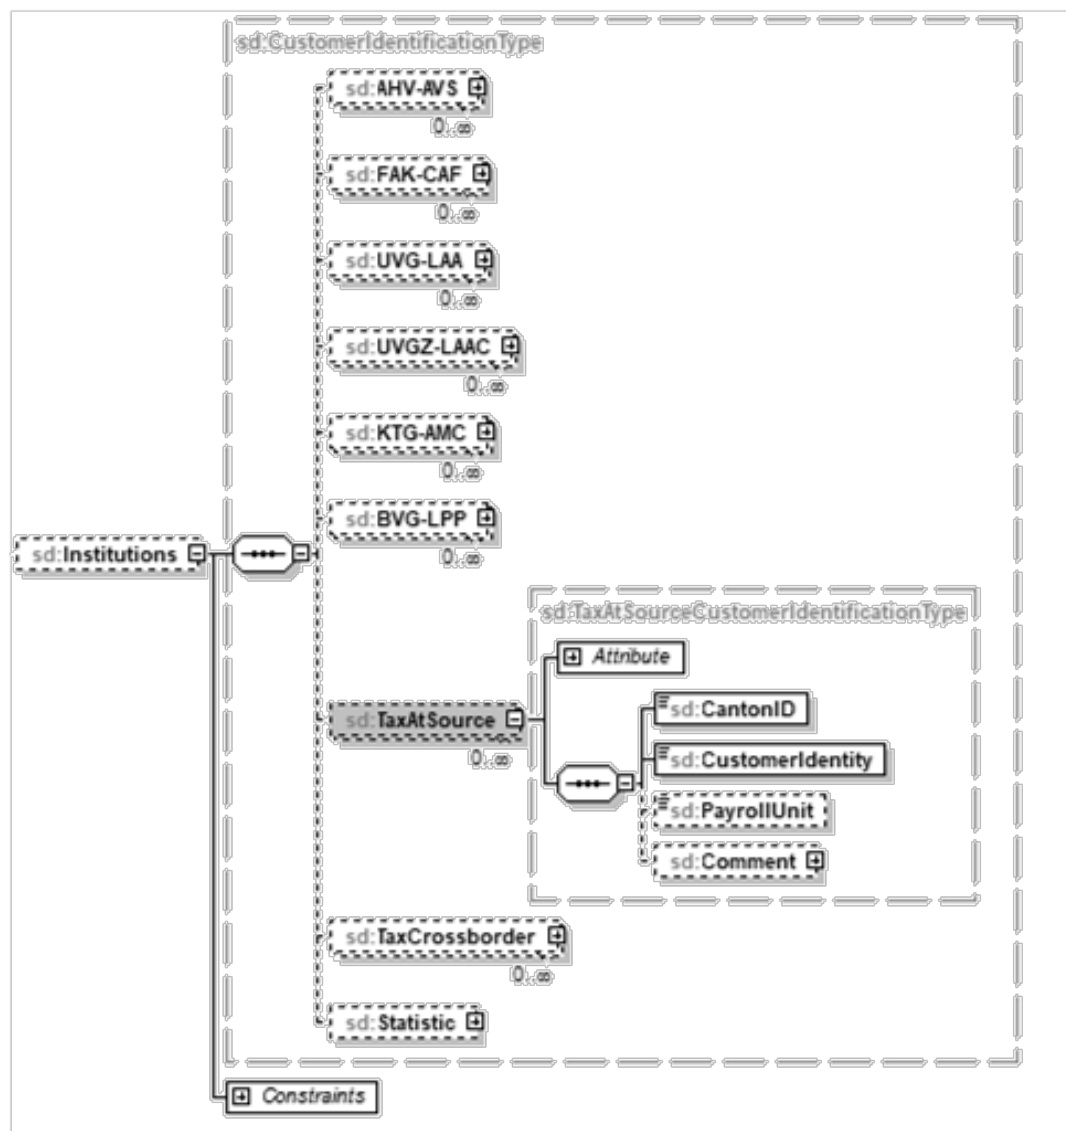 sd:CustomerIdentificationType
sd:AHV-AVS
0..∞
sd:FAK-CAF
0..∞
sd:UVG-LAA
0..∞
sd:UVGZ-LAAC
0..∞
sd:KTG-AMC
0..∞
sd:BVG-LPP
0..∞
sd:Institutions
sd:TaxAtSourceCustomerIdentificationType
Attribute
sd:CantonID
sd:TaxAtSource
0..∞
sd:CustomerIdentity
sd:PayrollUnit
sd:Comment
sd:TaxCrossborder
0..∞
sd:Statistic
Constraints